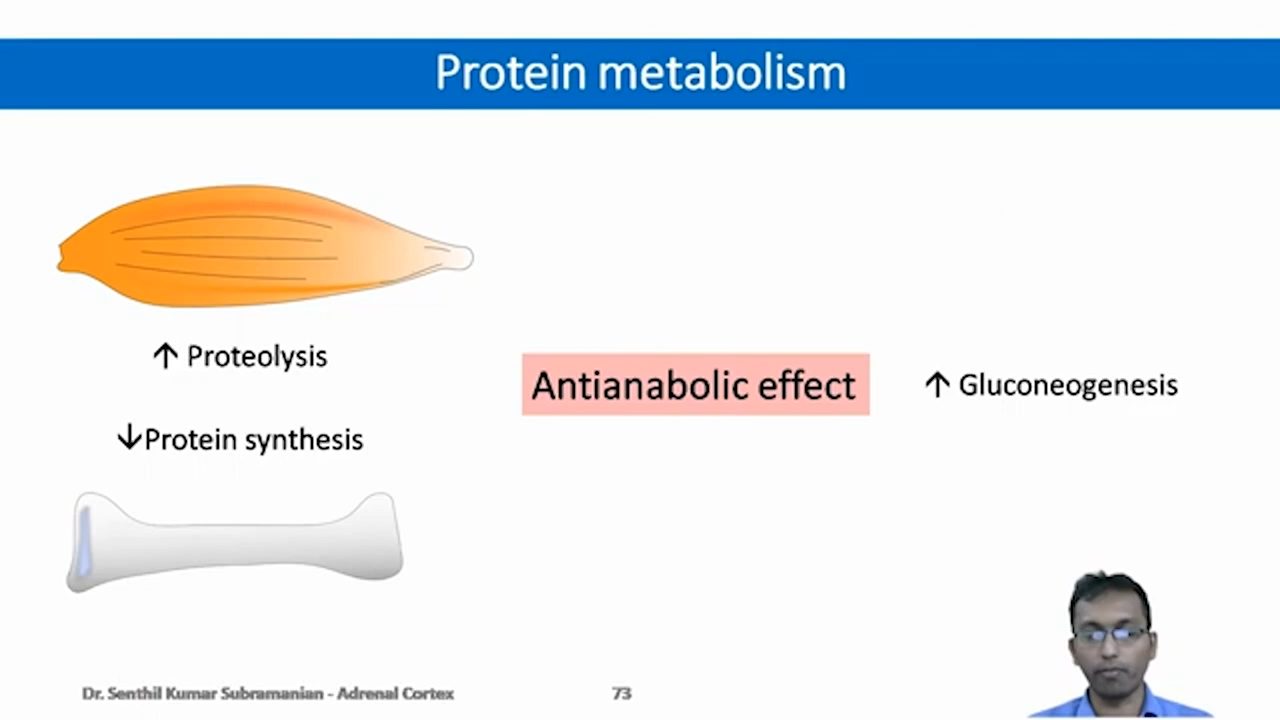 Protein metabolism
↑ Proteolysis
↓Protein synthesis
Antianabolic effect
↑ Gluconeogenesis
Dr. Senthil Kumar Subramanian - Adrenal Cortex
73